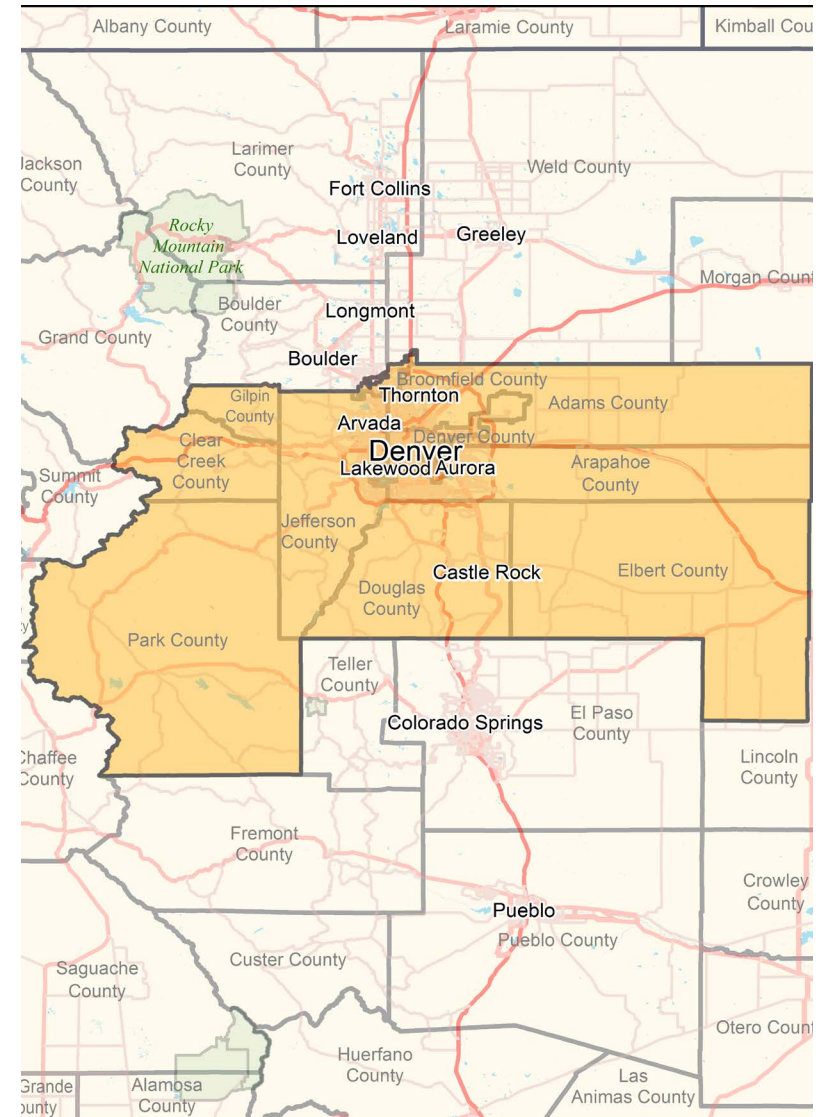 Albany County
Laramie County
Kimball Cou
Jackson
County
Larimer
County
Weld County
Fort Collins
Rocky
Mountain
National Park
Loveland
Greeley
Morgan Count
Boulder
County
Longmont
Grand County
Boulder
Broomfield County
Gilpin
County
Thornton
Adams County
Arvada
Denver County
Clear
Creek
County
Denver
Lakewood
Aurora
Arapahoe
County
Summit
County
Jefferson
County
Castle Rock
Elbert County
Douglas
County
ty
Park County
Teller
County
Colorado Springs
El Paso
County
Chaffee
County
Lincoln
County
Fremont
County
Crowley
County
Pueblo
Pueblo County
Custer County
Saguache
County
Otero Count
Huerfano
County
Las
Animas County
Grande
ounty
Alamosa
County